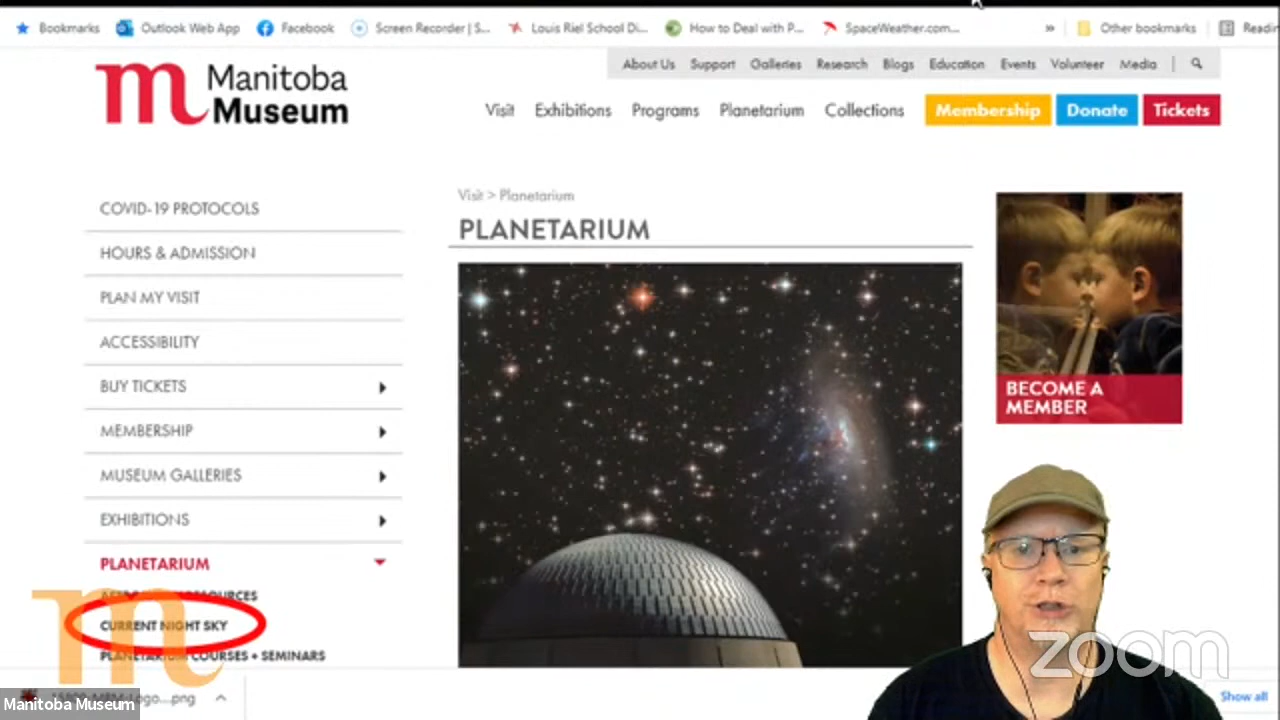 Bookmarks Outlook Web App Facebook Screen Recorder | S... Louis Riel School Di... How to Deal with P... SpaceWeather.com... » Other bookmarks Readin
m Manitoba Museum
About Us Support Galleries Research Blogs Education Events Volunteer Media
Visit Exhibitions Programs Planetarium Collections Membership Donate Tickets
COVID-19 PROTOCOLS
HOURS & ADMISSION
PLAN MY VISIT
ACCESSIBILITY
BUY TICKETS
MEMBERSHIP
MUSEUM GALLERIES
EXHIBITIONS
PLANETARIUM
CURRENT NIGHT SKY
PLANETARIUM COURSES + SEMINARS
Visit > Planetarium
PLANETARIUM
BECOME A
MEMBER
zoom
m
Manitoba Museum
Show all